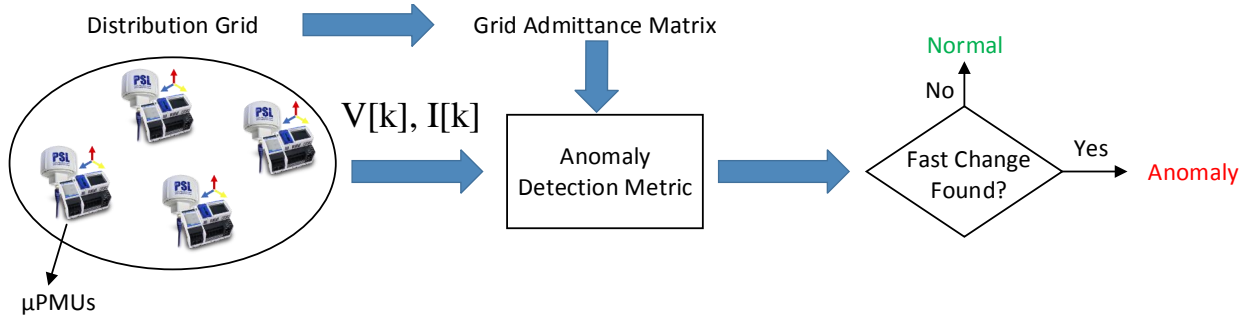 Distribution Grid
Grid Admittance Matrix
Normal
No
PSL
PSL
PSL
PSL
V[k], I[k]
Anomaly
Detection Metric
Fast Change
Found?
Yes
Anomaly
µPMUs